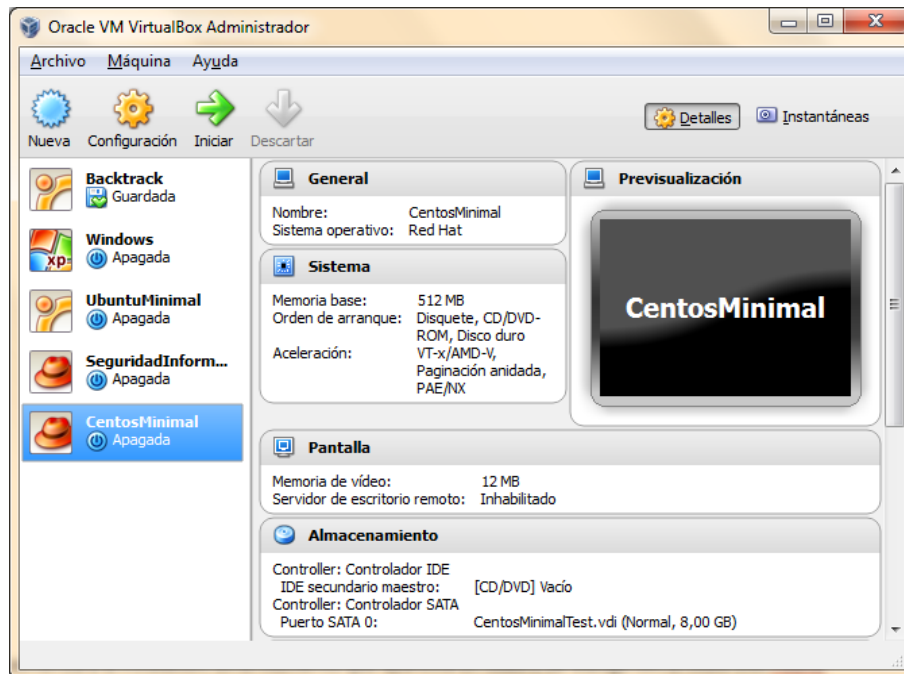 Oracle VM VirtualBox Administrador
Archivo Máquina Ayuda
Nueva Configuración Iniciar Descartar
Detalles Instantáneas
Backtrack
Guardada
Windows
Apagada
UbuntuMinimal
Apagada
SeguridadInform...
Apagada
CentosMinimal
Apagada
xp
General
Nombre: CentosMinimal
Sistema operativo: Red Hat
Sistema
Memoria base: 512 MB
Orden de arranque: Disquete, CD/DVD-
ROM, Disco duro
Aceleración: VT-x/AMD-V,
Paginación anidada,
PAE/NX
Previsualización
CentosMinimal
Pantalla
Memoria de vídeo: 12 MB
Servidor de escritorio remoto: Inhabilitado
Almacenamiento
Controller: Controlador IDE
IDE secundario maestro: [CD/DVD] Vacío
Controller: Controlador SATA
Puerto SATA 0: CentosMinimalTest.vdi (Normal, 8,00 GB)